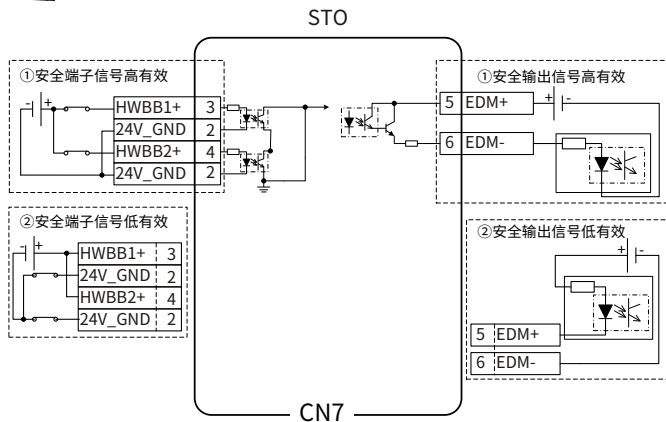 STO
①安全端子信号高有效
- +
HWBB1+ 3
24V_GND 2
HWBB2+ 4
24V_GND 2
②安全端子信号低有效
- +
HWBB1+ 3
24V_GND 2
HWBB2+ 4
24V_GND 2
①安全输出信号高有效
5 EDM+ + -
6 EDM-
②安全输出信号低有效
+ -
5 EDM+
6 EDM-
CN7